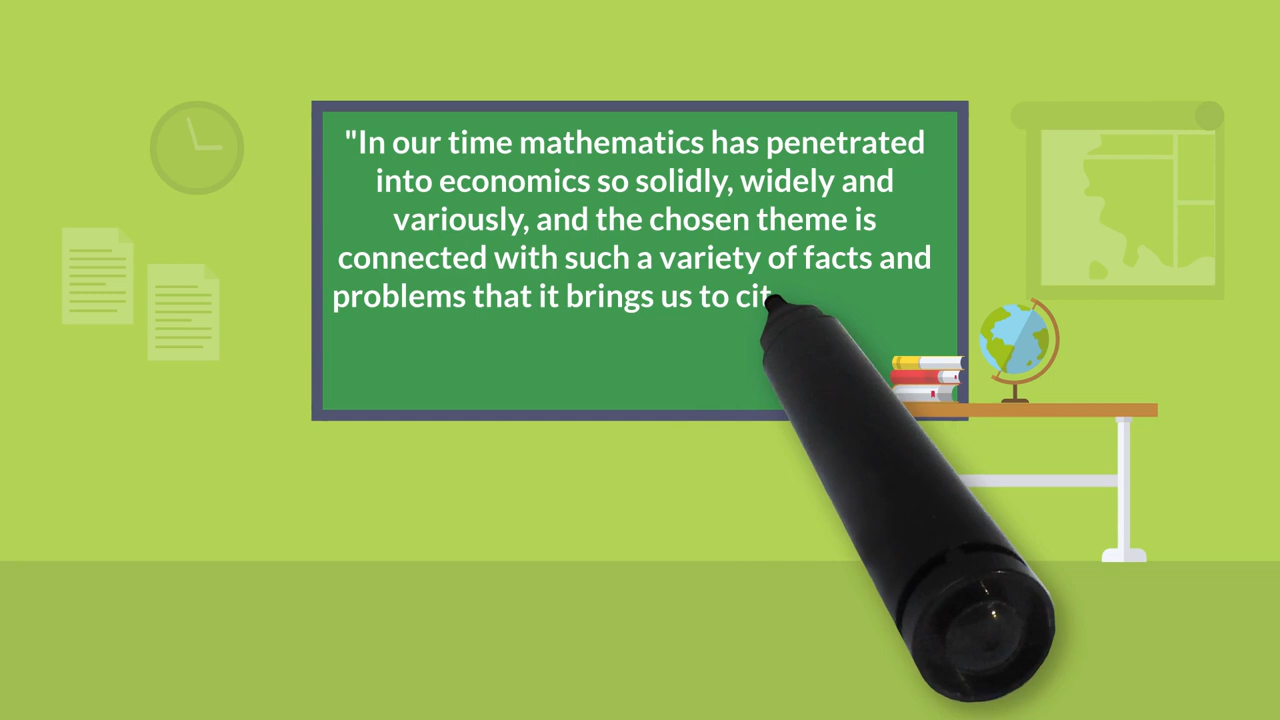 "In our time mathematics has penetrated
into economics so solidly, widely and
variously, and the chosen theme is
connected with such a variety of facts and
problems that it brings us to cit